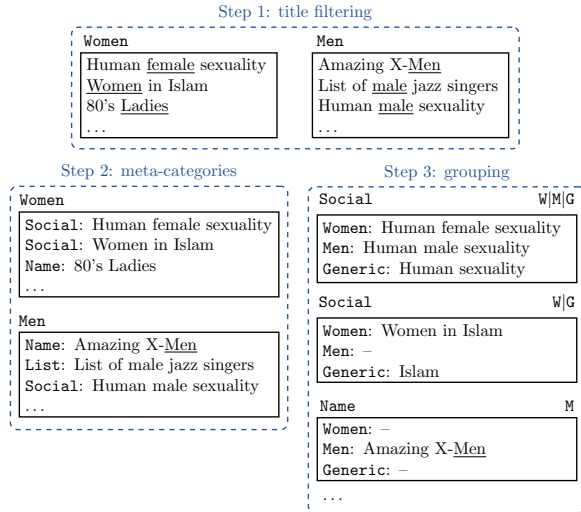 Step 1: title filtering
Women
Human female sexuality
Women in Islam
80's Ladies
...
Men
Amazing X-Men
List of male jazz singers
Human male sexuality
...
Step 2: meta-categories
Women
Social: Human female sexuality
Social: Women in Islam
Name: 80's Ladies
...
Men
Name: Amazing X-Men
List: List of male jazz singers
Social: Human male sexuality
...
Step 3: grouping
Social W|M|G
Women: Human female sexuality
Men: Human male sexuality
Generic: Human sexuality
Social W|G
Women: Women in Islam
Men: –
Generic: Islam
Name M
Women: –
Men: Amazing X-Men
Generic: –
...